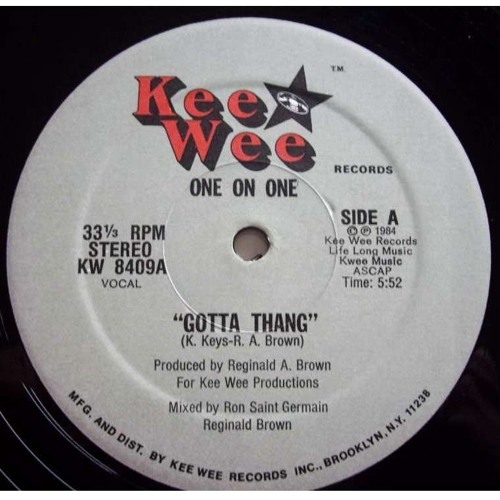 Kee
Wee
T.M.
RECORDS
ONE ON ONE
33⅓ RPM
STEREO
KW 8409A
VOCAL
SIDE A
© ℗ 1984
Kee Wee Records
Life Long Music
Kwee Music
ASCAP
Time: 5:52
"GOTTA THANG"
(K. Keys-R. A. Brown)
Produced by Reginald A. Brown
For Kee Wee Productions
Mixed by Ron Saint Germain
Reginald Brown
MFG. AND DIST. BY KEE WEE RECORDS INC., BROOKLYN, N.Y. 11238